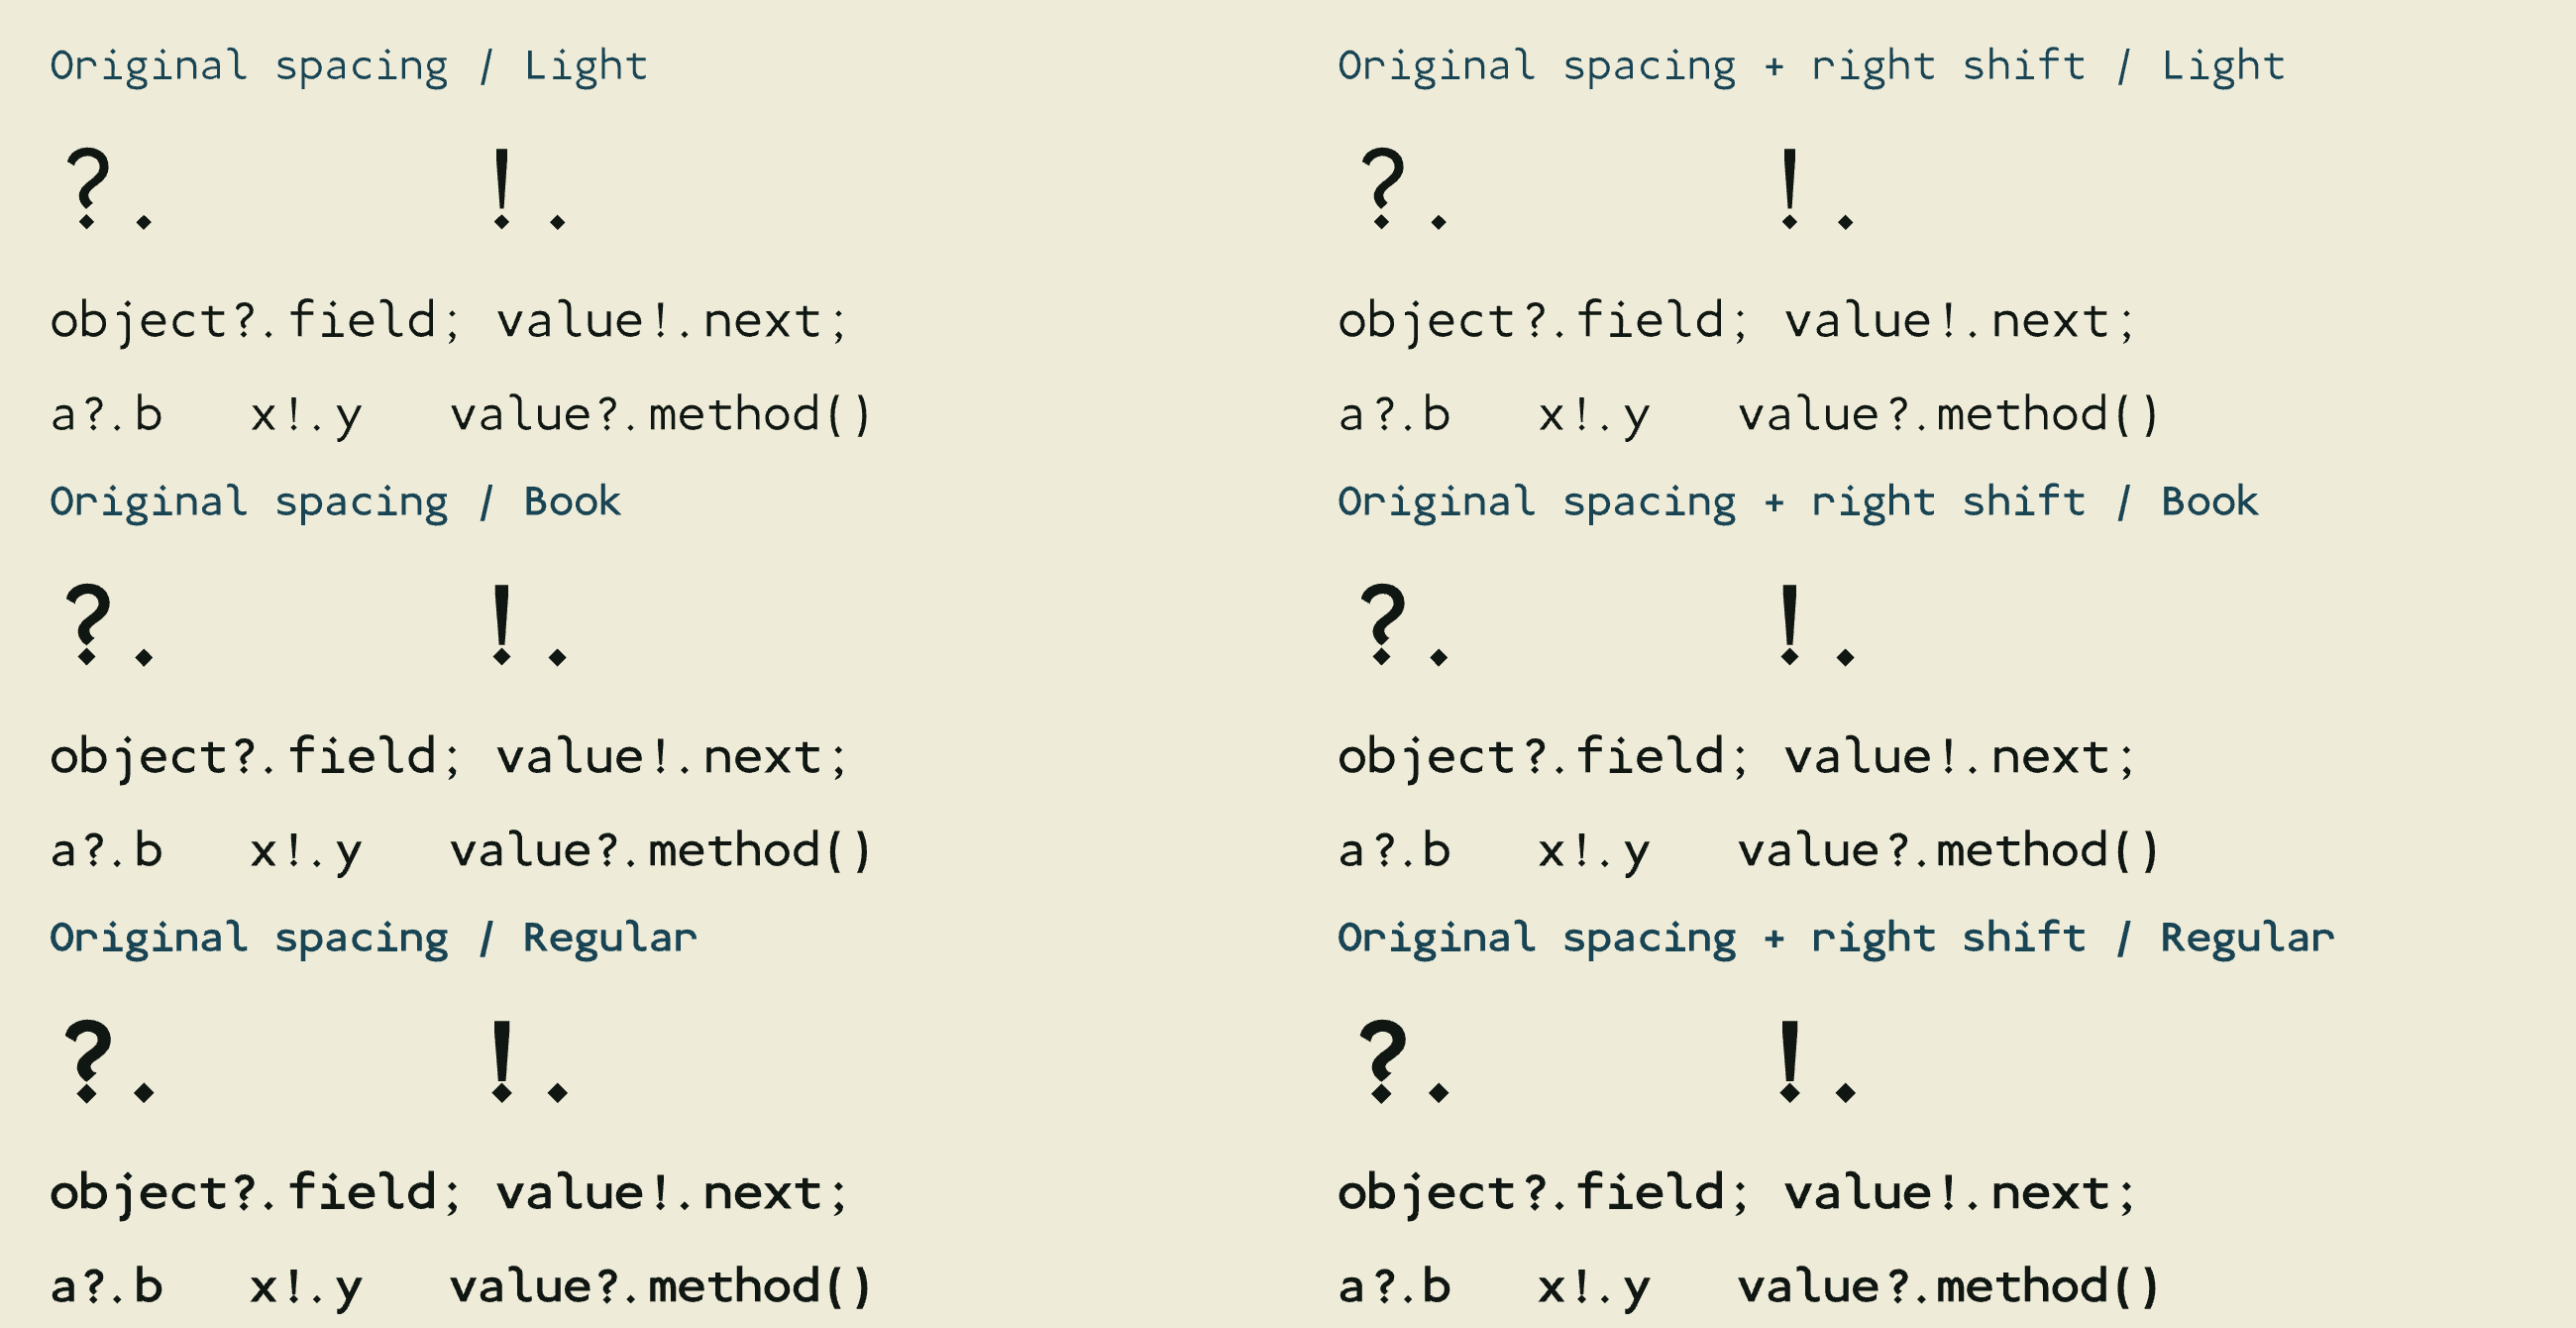 Original spacing / Light
?. !.
object?.field; value!.next;
a?.b x!.y value?.method()
Original spacing / Book
?. !.
object?.field; value!.next;
a?.b x!.y value?.method()
Original spacing / Regular
?. !.
object?.field; value!.next;
a?.b x!.y value?.method()
Original spacing + right shift / Light
?. !.
object?.field; value!.next;
a?.b x!.y value?.method()
Original spacing + right shift / Book
?. !.
object?.field; value!.next;
a?.b x!.y value?.method()
Original spacing + right shift / Regular
?. !.
object?.field; value!.next;
a?.b x!.y value?.method()